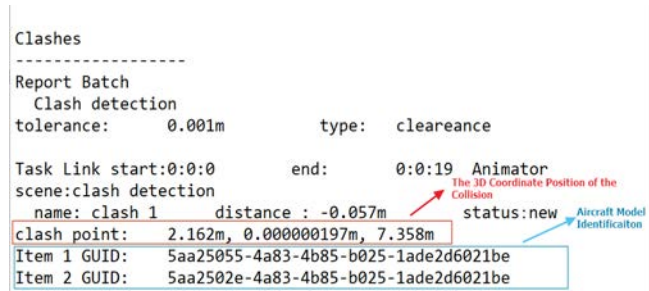 Clashes
------------------
Report Batch
Clash detection
tolerance: 0.001m type: cleareance
Task Link start:0:0:0 end: 0:0:19 Animator
The 3D Coordinate Position of the
Collision
scene:clash detection
name: clash 1 distance : -0.057m status:new
Aircraft Model
Identificaiton
clash point: 2.162m, 0.000000197m, 7.358m
Item 1 GUID: 5aa25055-4a83-4b85-b025-1ade2d6021be
Item 2 GUID: 5aa2502e-4a83-4b85-b025-1ade2d6021be